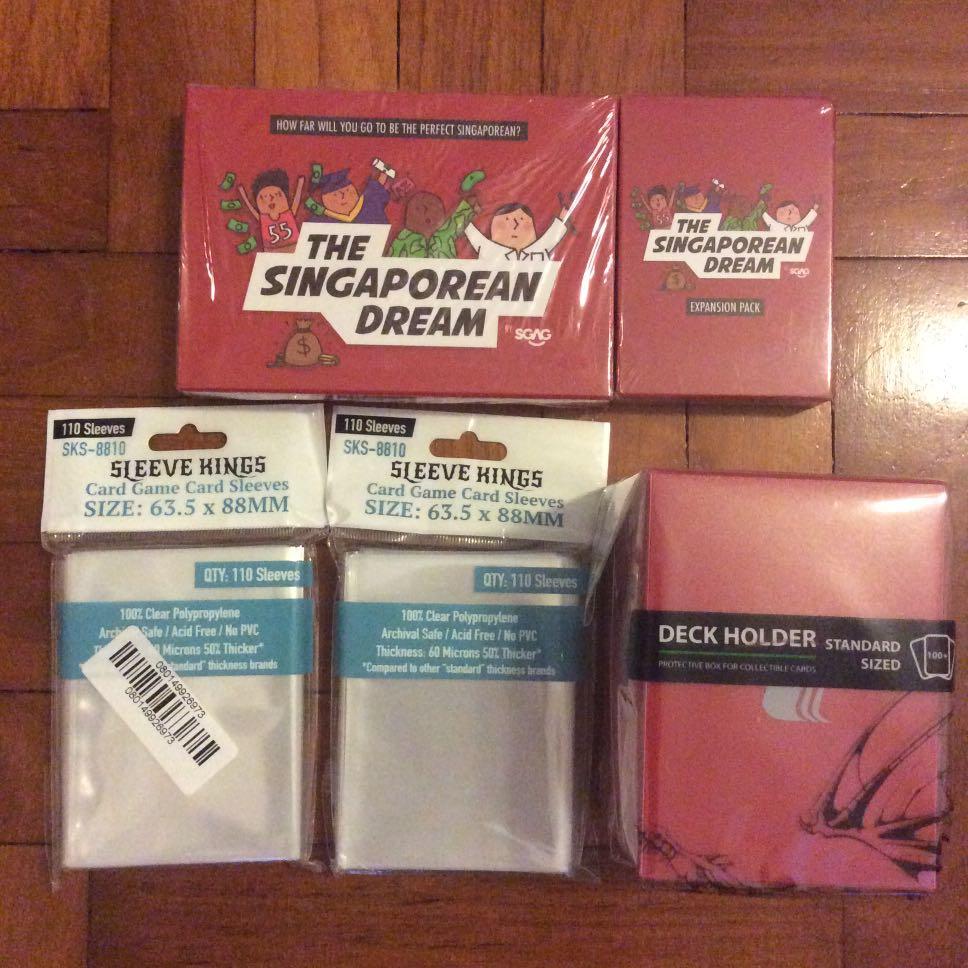 HOW FAR WILL YOU GO TO BE THE PERFECT SINGAPOREAN?
55
THE
SINGAPOREAN
DREAM
BY SGAG
$
55
THE
SINGAPOREAN
DREAM
SGAG
EXPANSION PACK
$
110 Sleeves
SKS-8810
SLEEVE KINGS
Card Game Card Sleeves
SIZE: 63.5 x 88MM
QTY: 110 Sleeves
100% Clear Polypropylene
Safe / Acid Free / No PVC
Microns 50% Thicker*
"standard" thickness brands
080149926973
080149926973
110 Sleeves
SKS-8810
SLEEVE KINGS
Card Game Card Sleeves
SIZE: 63.5 x 88MM
QTY: 110 Sleeves
100% Clear Polypropylene
Archival Safe / Acid Free / No PVC
Thickness: 60 Microns 50% Thicker*
*Compared to other "standard" thickness brands
DECK HOLDER
PROTECTIVE BOX FOR COLLECTIBLE CARDS
STANDARD
SIZED
100+